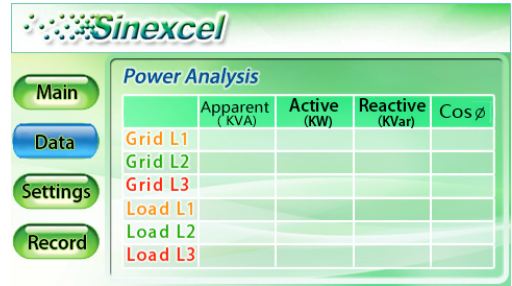 Sinexcel
Main
Data
Settings
Record
Power Analysis
Apparent Active Reactive Cosø
(KVA) (KW) (KVar)
Grid L1
Grid L2
Grid L3
Load L1
Load L2
Load L3